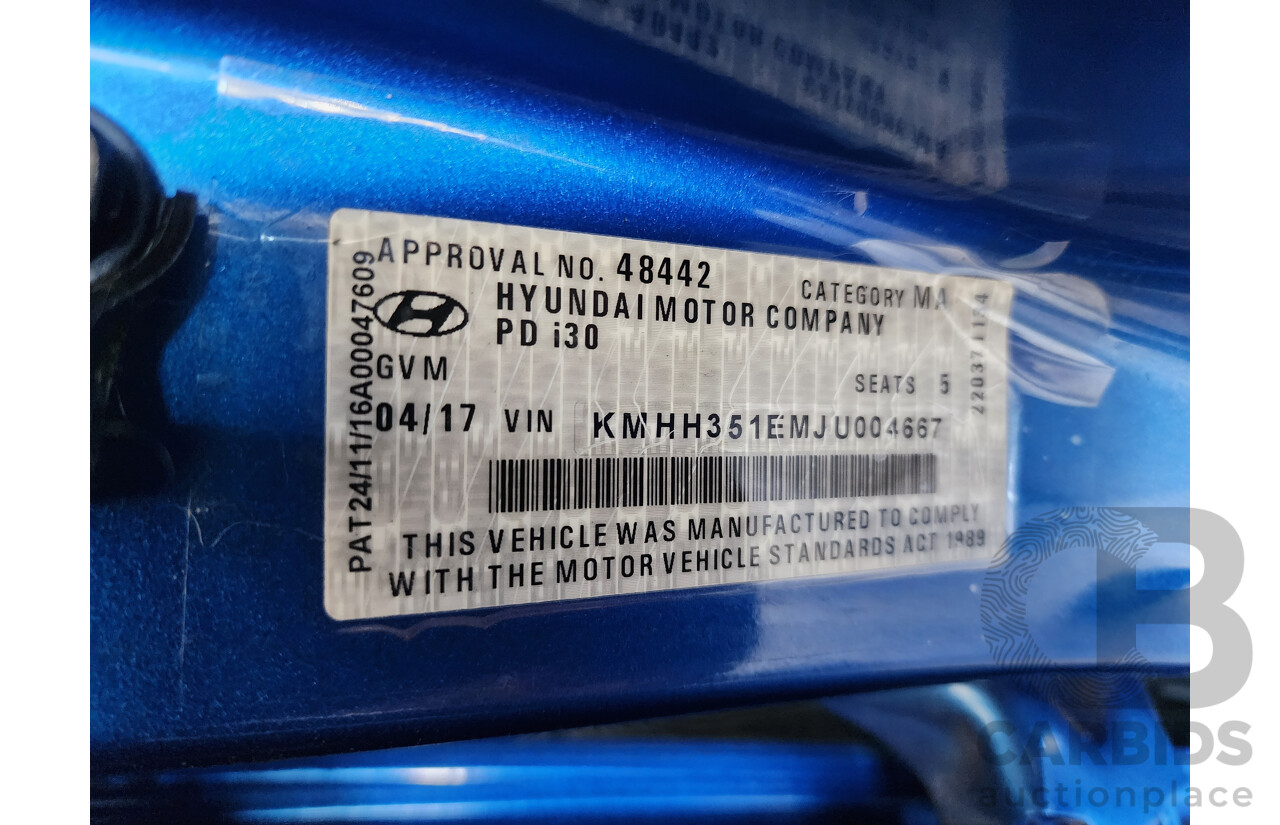 APPROVAL NO. 48442
CATEGORY MA
HYUNDAI MOTOR COMPANY
PD i30
GVM
SEATS 5
04/17 VIN KMHH351EMJU004667
THIS VEHICLE WAS MANUFACTURED TO COMPLY
WITH THE MOTOR VEHICLE STANDARDS ACT 1989
PAT24/11/16A00047609
CB
CARBIDS
auctionplace